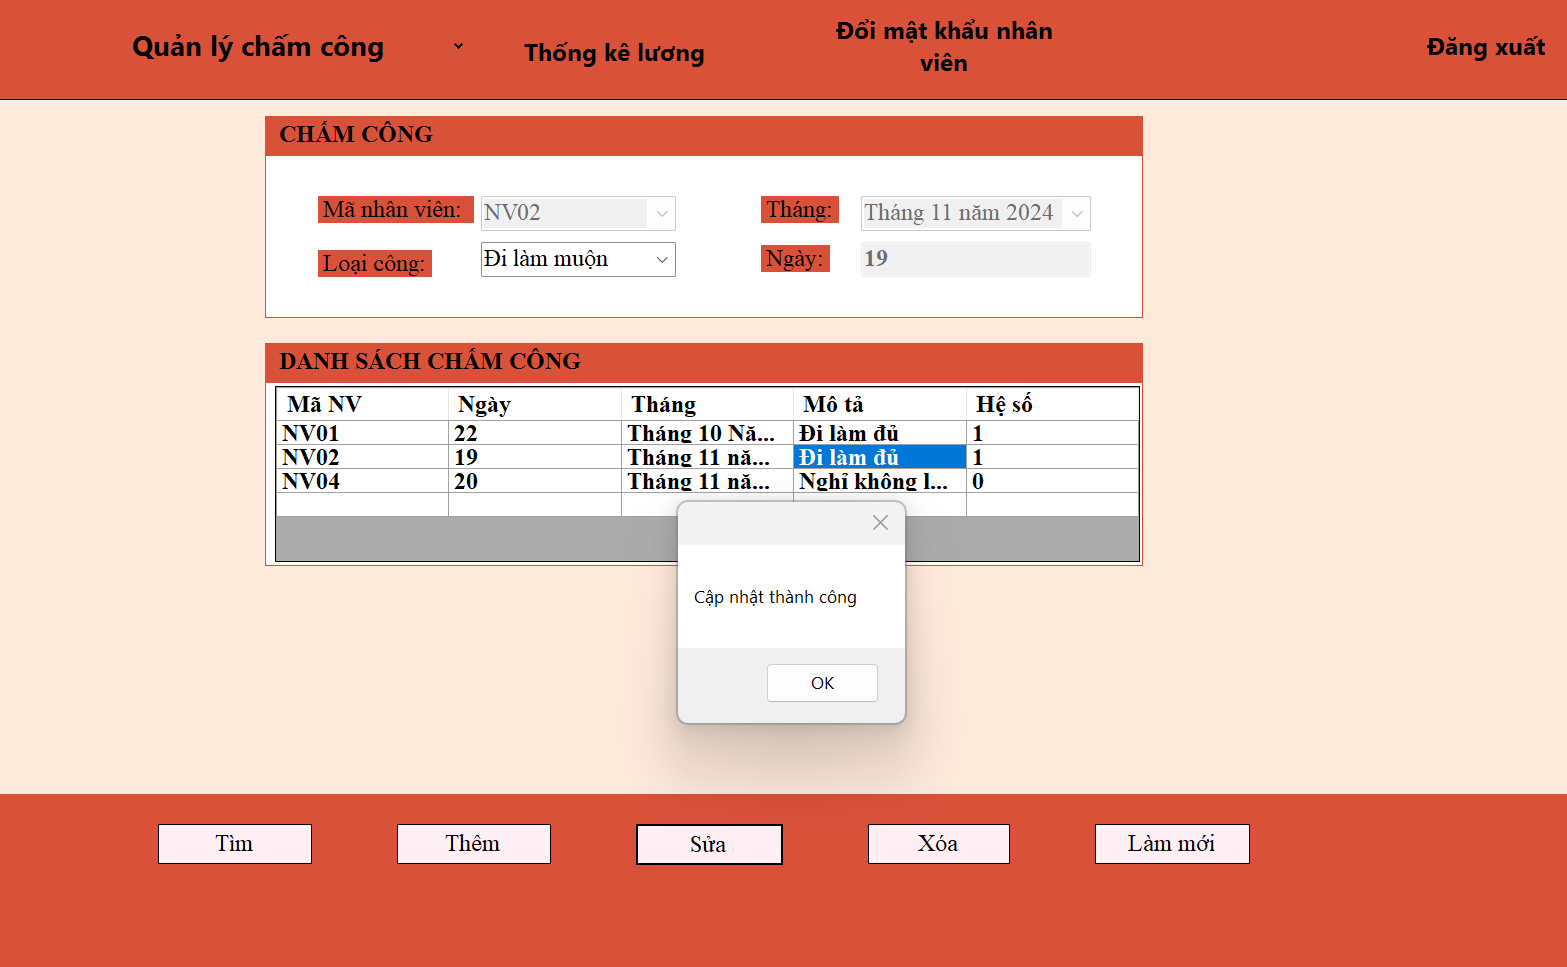 Quản lý chấm công
Thống kê lương
Đổi mật khẩu nhân
viên
Đăng xuất
CHẤM CÔNG
Mã nhân viên: NV02
Tháng: Tháng 11 năm 2024
Loại công: Đi làm muộn
Ngày: 19
DANH SÁCH CHẤM CÔNG
Mã NV Ngày Tháng Mô tả Hệ số
NV01 22 Tháng 10 Nă... Đi làm đủ 1
NV02 19 Tháng 11 nă... Đi làm đủ 1
NV04 20 Tháng 11 nă... Nghỉ không l... 0
Cập nhật thành công
OK
Tìm Thêm Sửa Xóa Làm mới